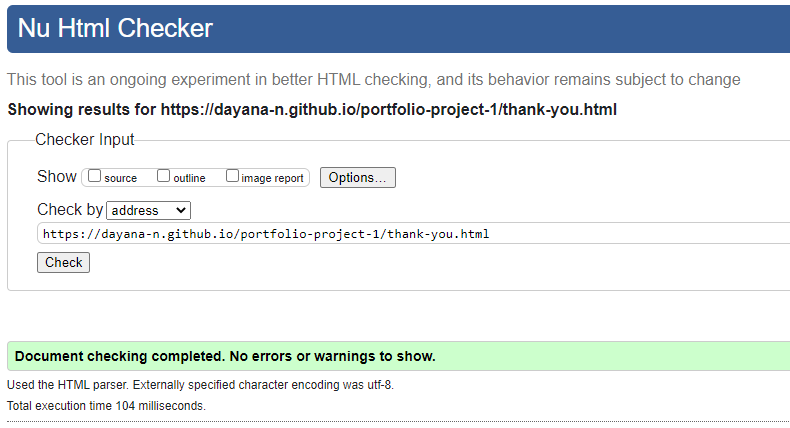 Nu Html Checker
This tool is an ongoing experiment in better HTML checking, and its behavior remains subject to change
Showing results for https://dayana-n.github.io/portfolio-project-1/thank-you.html
Checker Input
Show source outline image report Options...
Check by address
https://dayana-n.github.io/portfolio-project-1/thank-you.html
Check
Document checking completed. No errors or warnings to show.
Used the HTML parser. Externally specified character encoding was utf-8.
Total execution time 104 milliseconds.